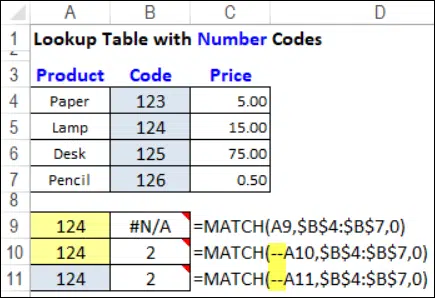 A B C D
1 Lookup Table with Number Codes
2
3 Product Code Price
4 Paper 123 5.00
5 Lamp 124 15.00
6 Desk 125 75.00
7 Pencil 126 0.50
8
9 124 #N/A =MATCH(A9,$B$4:$B$7,0)
10 124 2 =MATCH(--A10,$B$4:$B$7,0)
11 124 2 =MATCH(--A11,$B$4:$B$7,0)